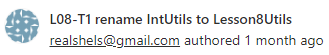 L08-T1 rename IntUtils to Lesson8Utils
realshels@gmail.com authored 1 month ago